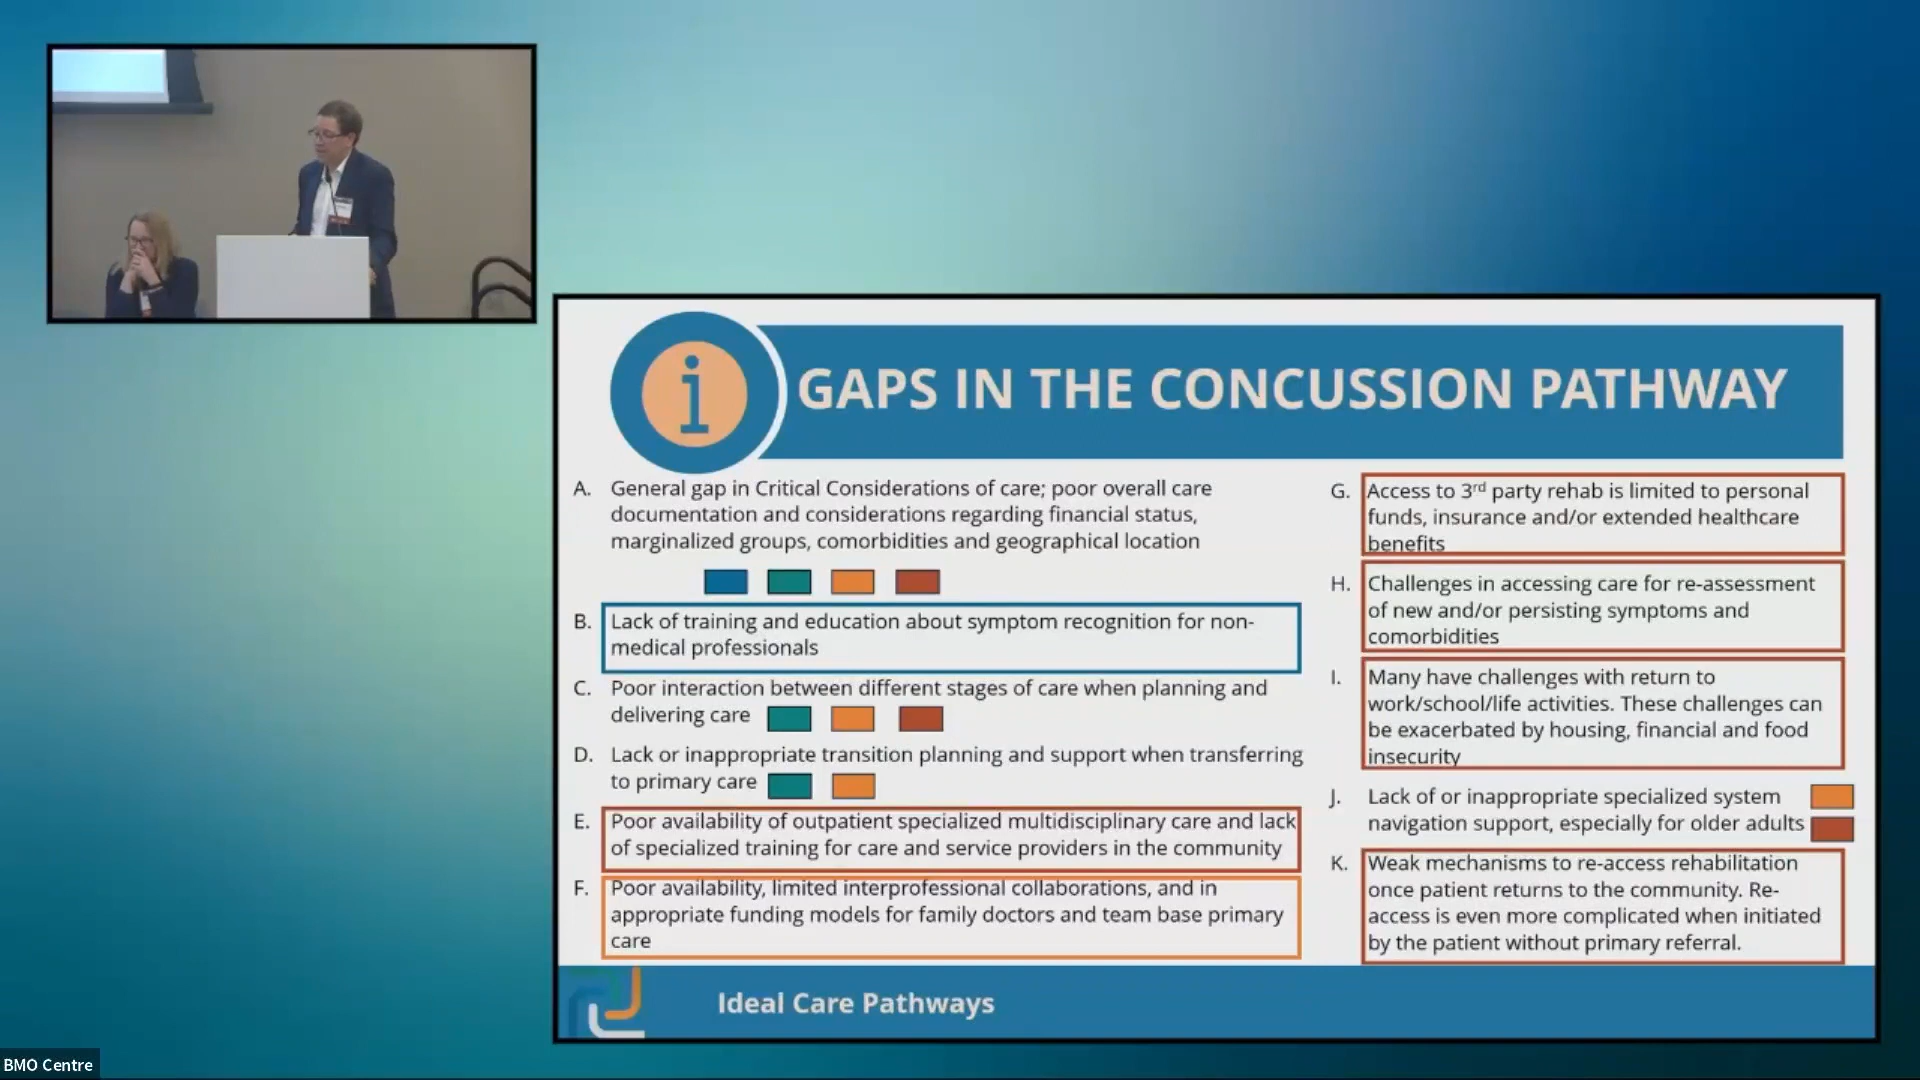 GAPS IN THE CONCUSSION PATHWAY
A. General gap in Critical Considerations of care; poor overall care
documentation and considerations regarding financial status,
marginalized groups, comorbidities and geographical location
B. Lack of training and education about symptom recognition for non-
medical professionals
C. Poor interaction between different stages of care when planning and
delivering care
D. Lack or inappropriate transition planning and support when transferring
to primary care
E. Poor availability of outpatient specialized multidisciplinary care and lack
of specialized training for care and service providers in the community
F. Poor availability, limited interprofessional collaborations, and in
appropriate funding models for family doctors and team base primary
care
G. Access to 3rd party rehab is limited to personal
funds, insurance and/or extended healthcare
benefits
H. Challenges in accessing care for re-assessment
of new and/or persisting symptoms and
comorbidities
I. Many have challenges with return to
work/school/life activities. These challenges can
be exacerbated by housing, financial and food
insecurity
J. Lack of or inappropriate specialized system
navigation support, especially for older adults
K. Weak mechanisms to re-access rehabilitation
once patient returns to the community. Re-
access is even more complicated when initiated
by the patient without primary referral.
Ideal Care Pathways
BMO Centre